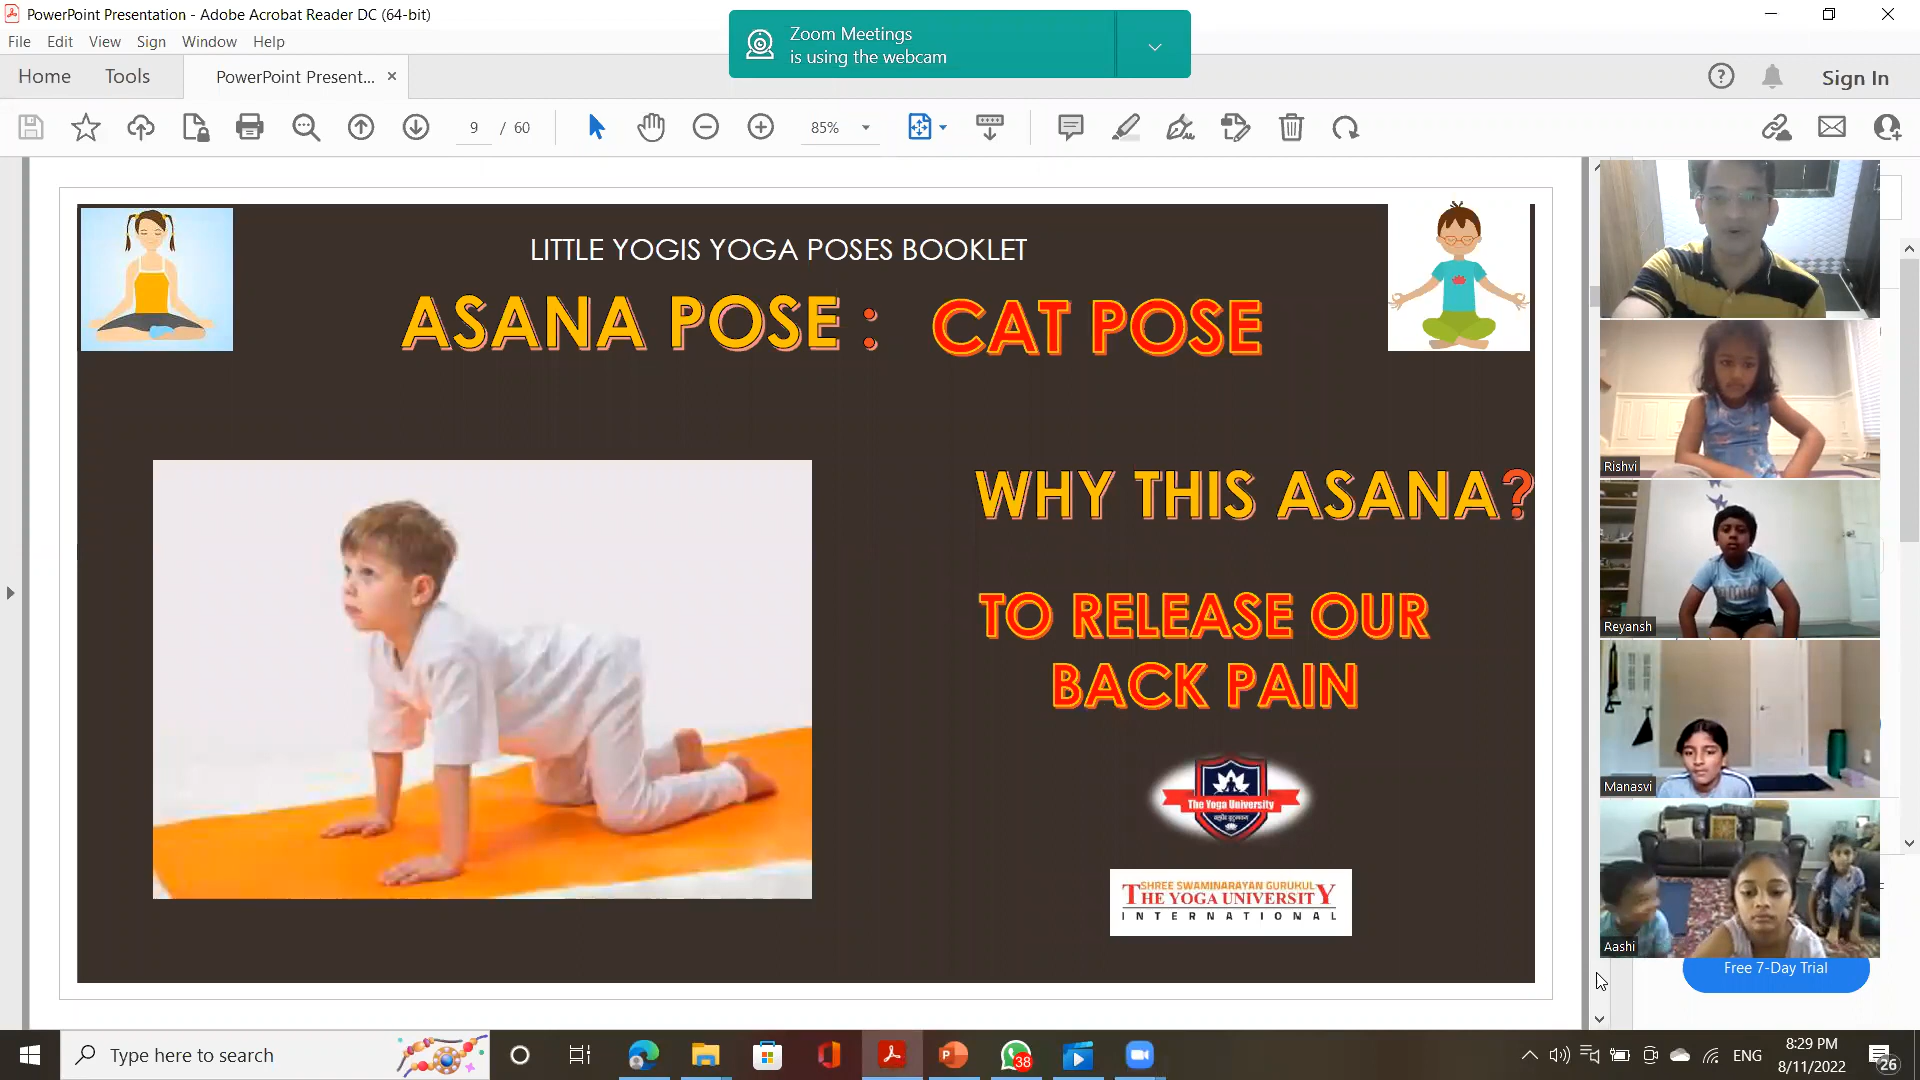 PowerPoint Presentation - Adobe Acrobat Reader DC (64-bit)
File Edit View Sign Window Help
Zoom Meetings
is using the webcam
Home Tools PowerPoint Present... ×
Sign In
9 / 60
85%
LITTLE YOGIS YOGA POSES BOOKLET
ASANA POSE : CAT POSE
WHY THIS ASANA?
TO RELEASE OUR
BACK PAIN
The Yoga University
SHREE SWAMINARAYAN GURUKUL
THE YOGA UNIVERSITY
INTERNATIONAL
Rishvi
Reyansh
Manasvi
Aashi
Free 7-Day Trial
Type here to search
38
ENG
8:29 PM
8/11/2022
26